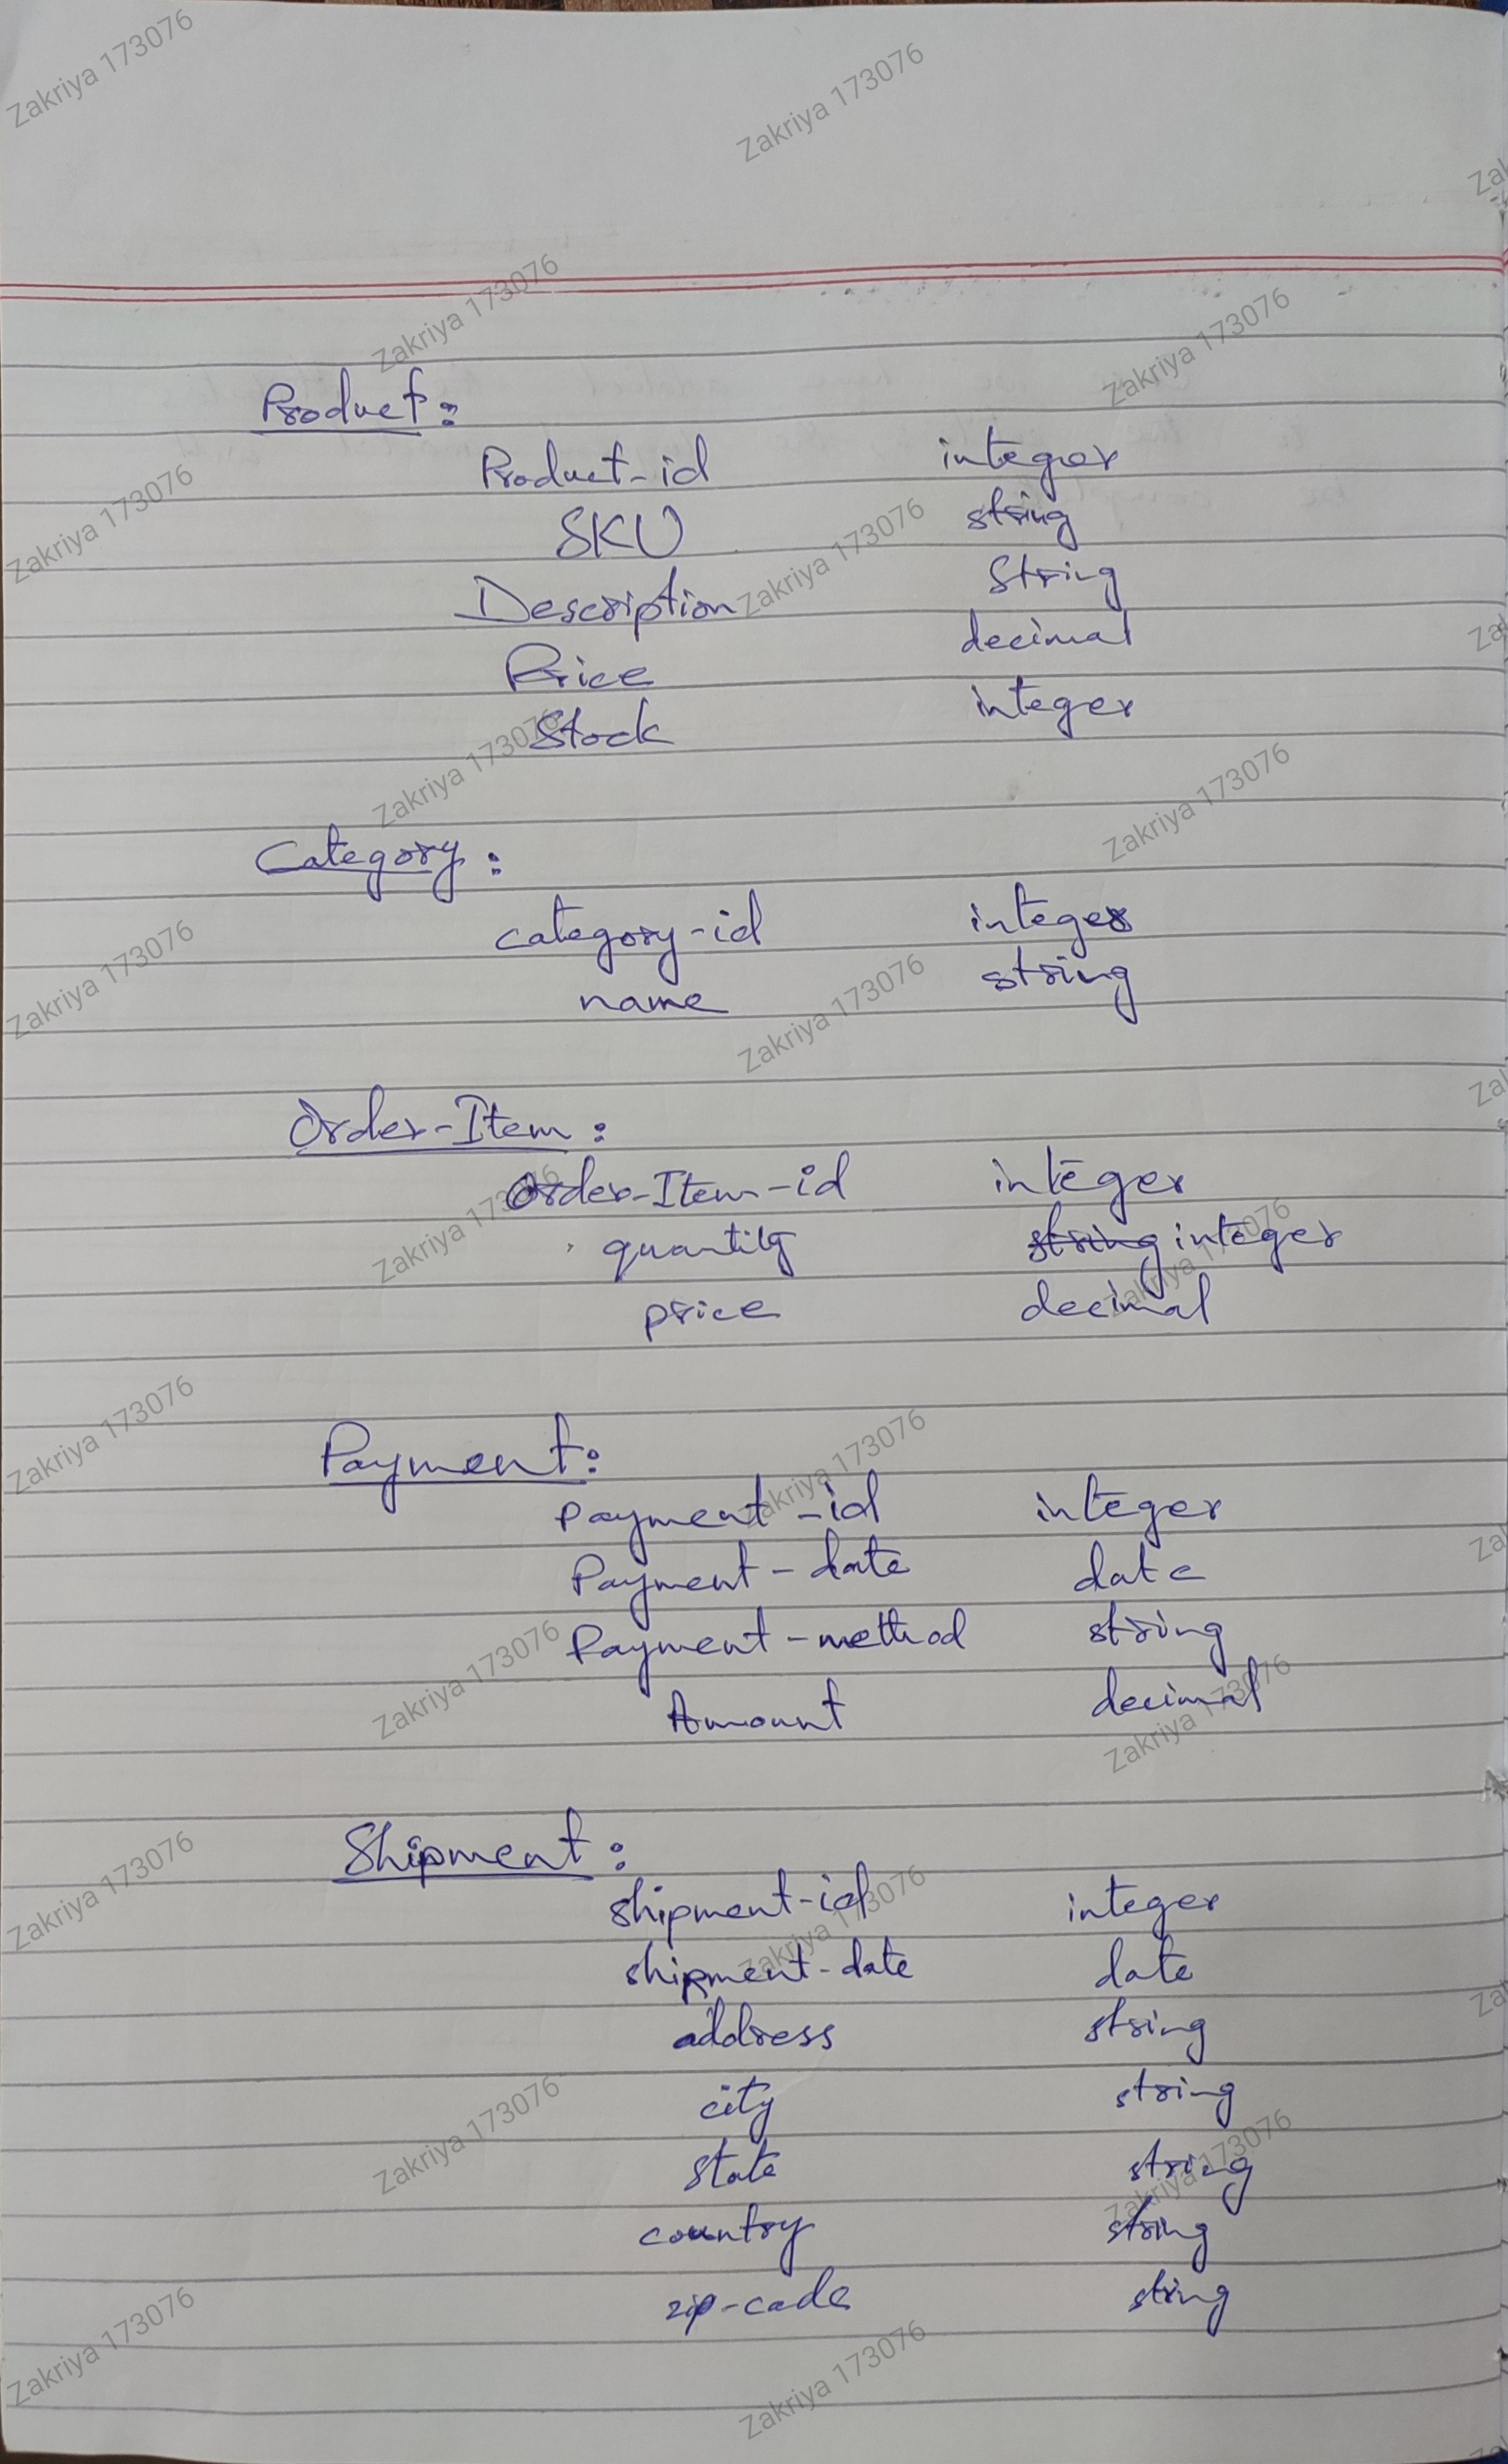 Product:
Product-id integer
SKU string
Description String
Price decimal
Stock integer
Category:
category-id integer
name string
Order-Item:
Order-Item-id integer
quantity string integer
price decimal
Payment:
Payment-id integer
Payment-date date
Payment-method string
Amount decimal
Shipment:
shipment-id integer
shipment-date date
address string
city string
state string
country string
zip-code string
Zakriya 173076